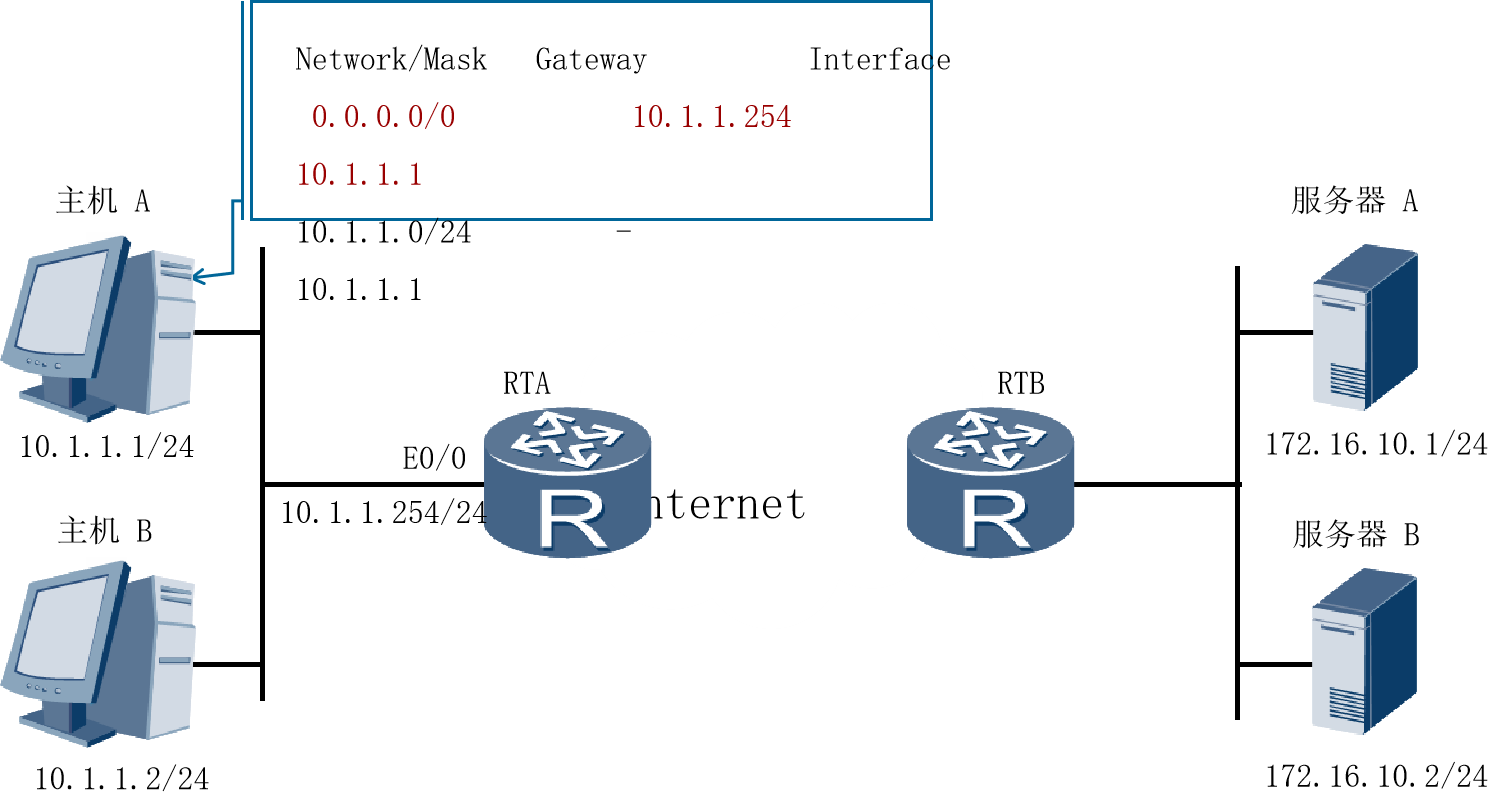 Network/Mask Gateway Interface
0.0.0.0/0 10.1.1.254
10.1.1.1
10.1.1.0/24 -
10.1.1.1
主机 A
10.1.1.1/24
主机 B
10.1.1.2/24
RTA
E0/0
10.1.1.254/24
R
nternet
RTB
R
服务器 A
172.16.10.1/24
服务器 B
172.16.10.2/24